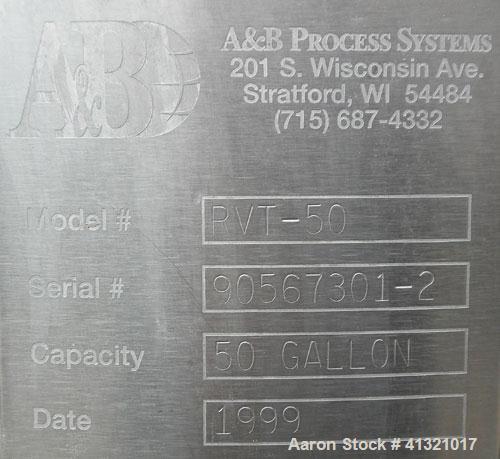 A&B
A&B PROCESS SYSTEMS
201 S. Wisconsin Ave.
Stratford, WI 54484
(715) 687-4332
Model # RVT-50
Serial # 90567301-2
Capacity 50 GALLON
Date 1999
Aaron Stock # 41321017